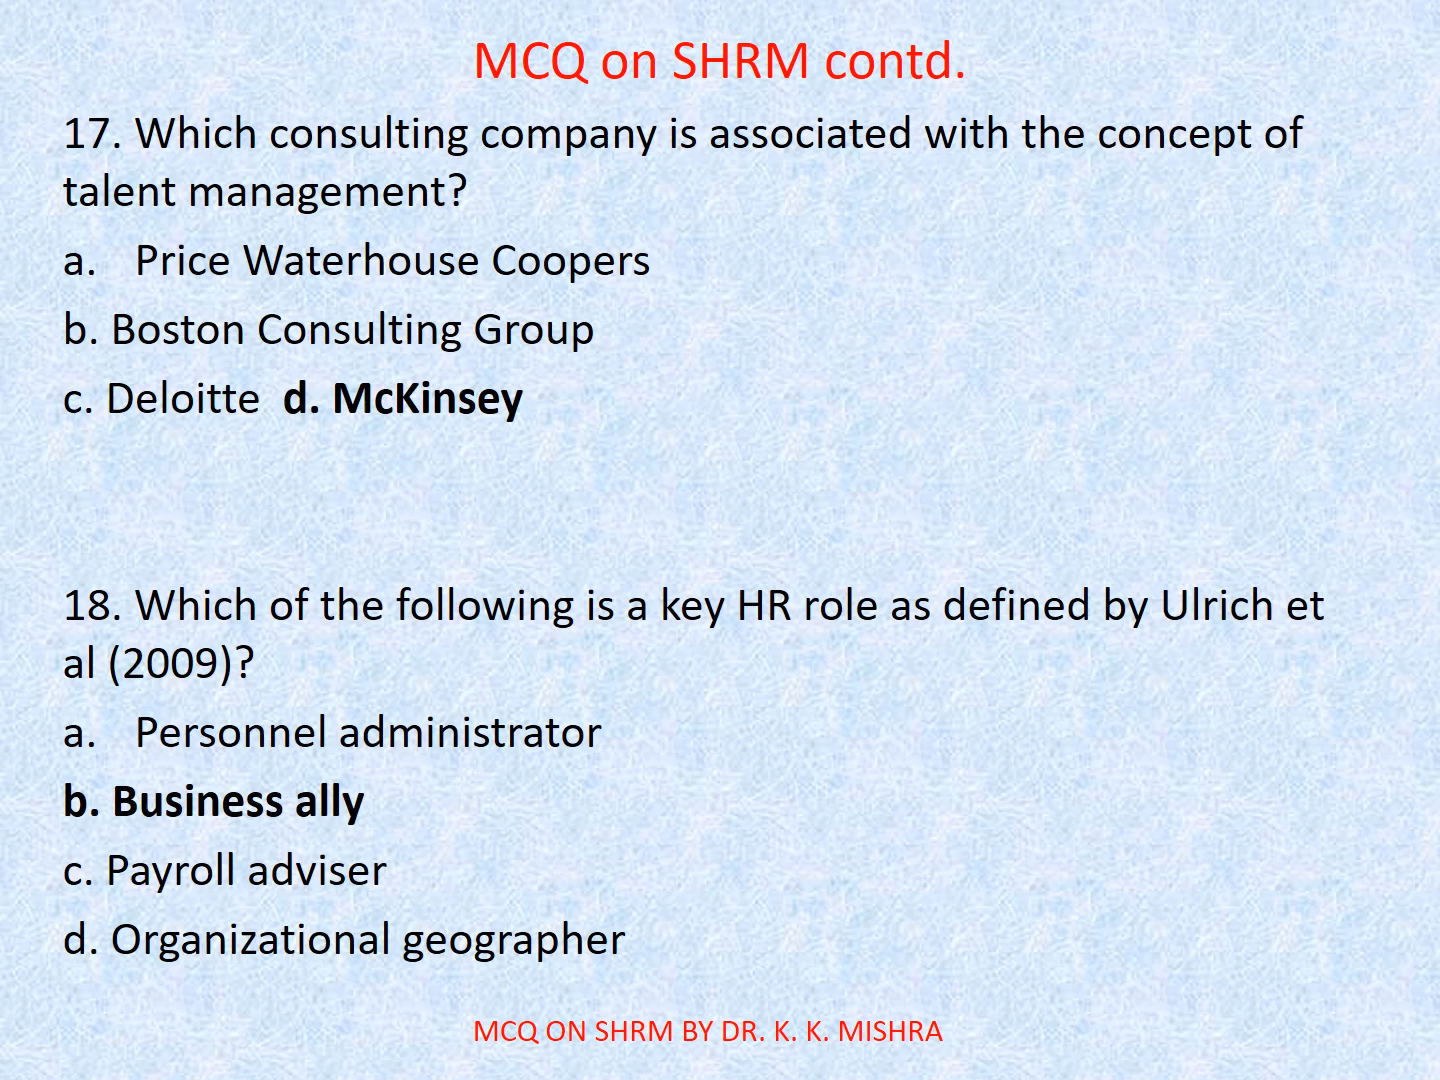 MCQ on SHRM contd.
17. Which consulting company is associated with the concept of
talent management?
a. Price Waterhouse Coopers
b. Boston Consulting Group
c. Deloitte d. McKinsey
18. Which of the following is a key HR role as defined by Ulrich et
al (2009)?
a. Personnel administrator
b. Business ally
c. Payroll adviser
d. Organizational geographer
MCQ ON SHRM BY DR. K. K. MISHRA